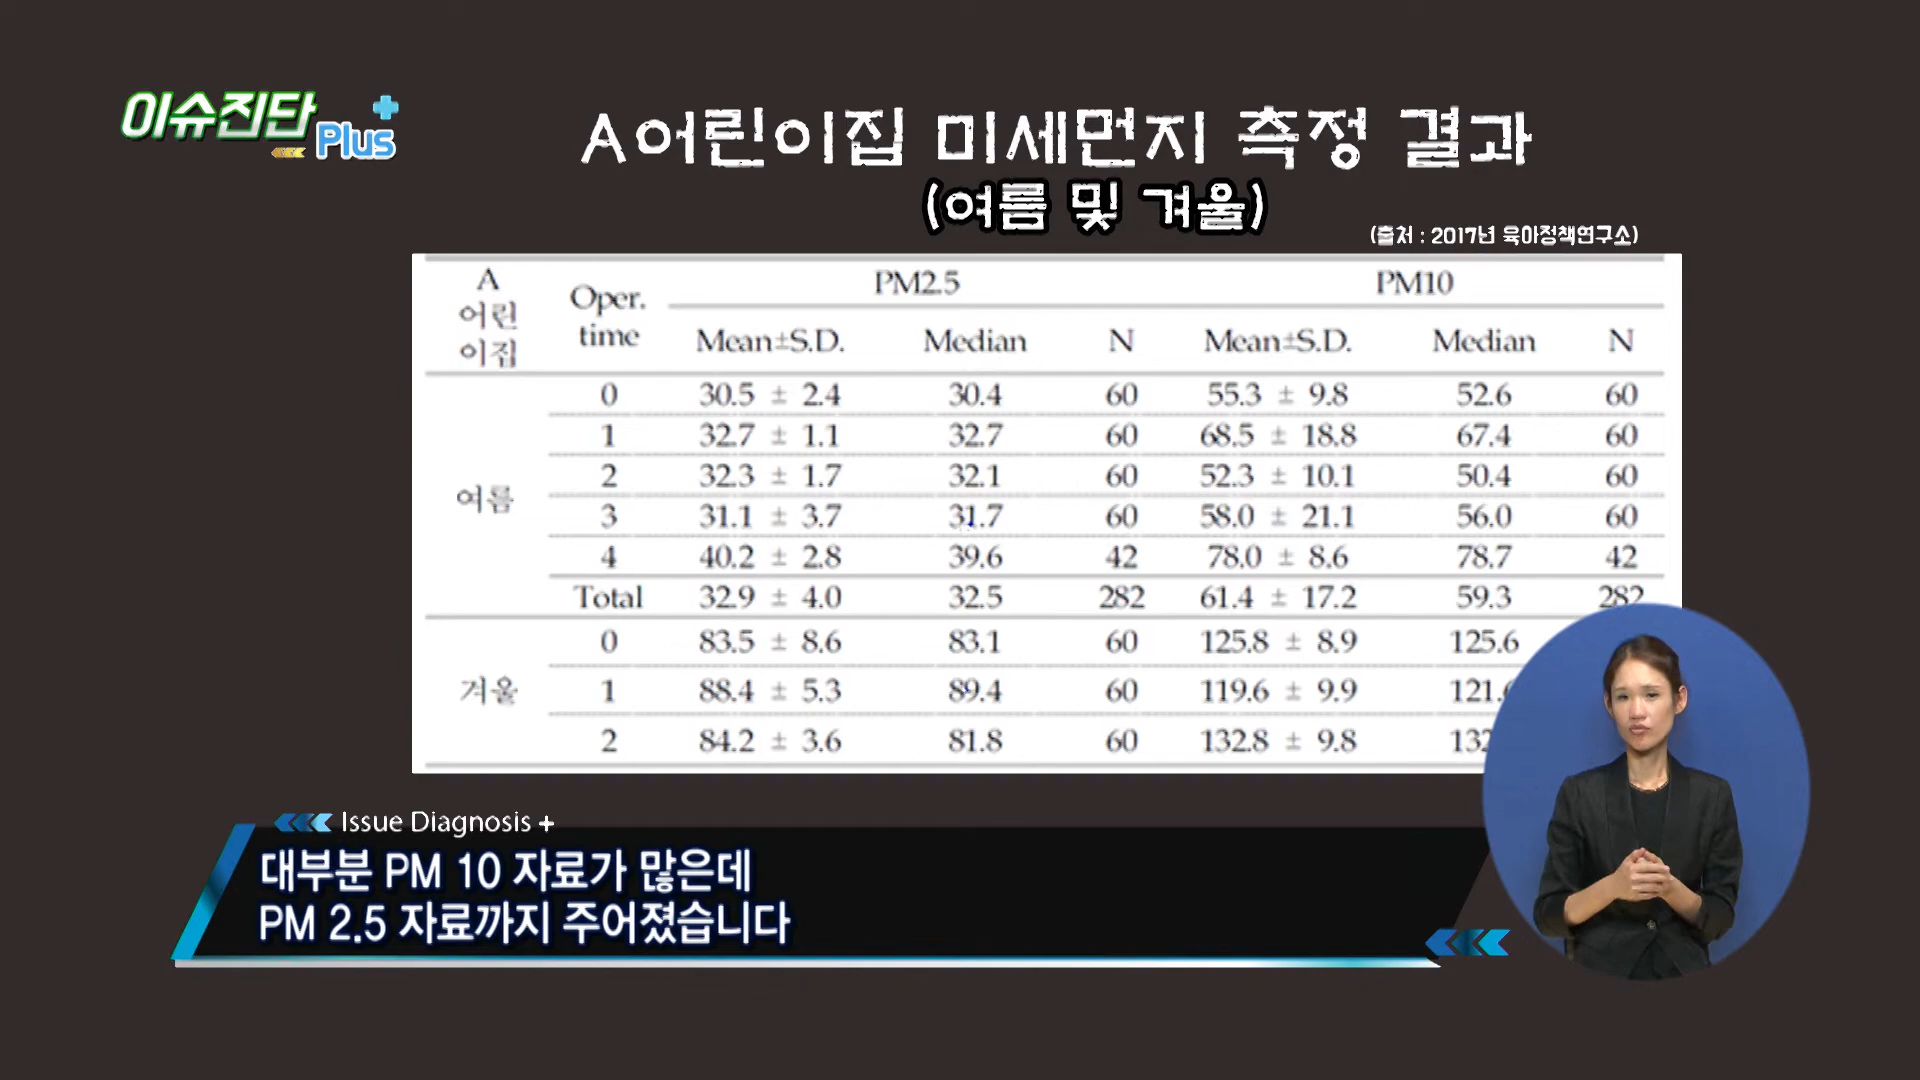 이슈진단 Plus
A어린이집 미세먼지 측정 결과
(여름 및 겨울)
(출처 : 2017년 육아정책연구소)
A 어린이집 Oper. time PM2.5 PM10
Mean±S.D. Median N Mean±S.D. Median N
여름
0 30.5 ± 2.4 30.4 60 55.3 ± 9.8 52.6 60
1 32.7 ± 1.1 32.7 60 68.5 ± 18.8 67.4 60
2 32.3 ± 1.7 32.1 60 52.3 ± 10.1 50.4 60
3 31.1 ± 3.7 31.7 60 58.0 ± 21.1 56.0 60
4 40.2 ± 2.8 39.6 42 78.0 ± 8.6 78.7 42
Total 32.9 ± 4.0 32.5 282 61.4 ± 17.2 59.3 282
겨울
0 83.5 ± 8.6 83.1 60 125.8 ± 8.9 125.6
1 88.4 ± 5.3 89.4 60 119.6 ± 9.9
2 84.2 ± 3.6 81.8 60 132.8 ± 9.8
Issue Diagnosis +
대부분 PM 10 자료가 많은데
PM 2.5 자료까지 주어졌습니다